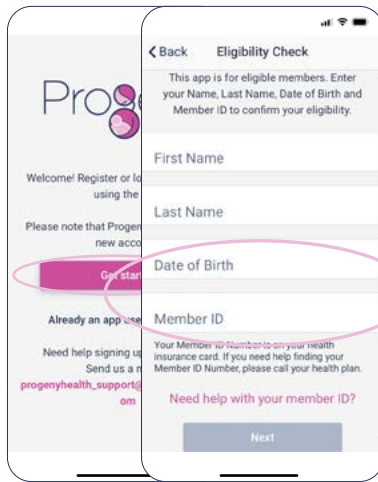 Proge
Welcome! Register or lo
using the
Please note that Progen
new acco
Get star
Already an app use
Need help signing up
Send us a m
progenyhealth_support@
om
Back
Eligibility Check
This app is for eligible members. Enter
your Name, Last Name, Date of Birth and
Member ID to confirm your eligibility.
First Name
Last Name
Date of Birth
Member ID
Your Member ID Number is on your health
insurance card. If you need help finding your
Member ID Number, please call your health plan.
Need help with your member ID?
Next